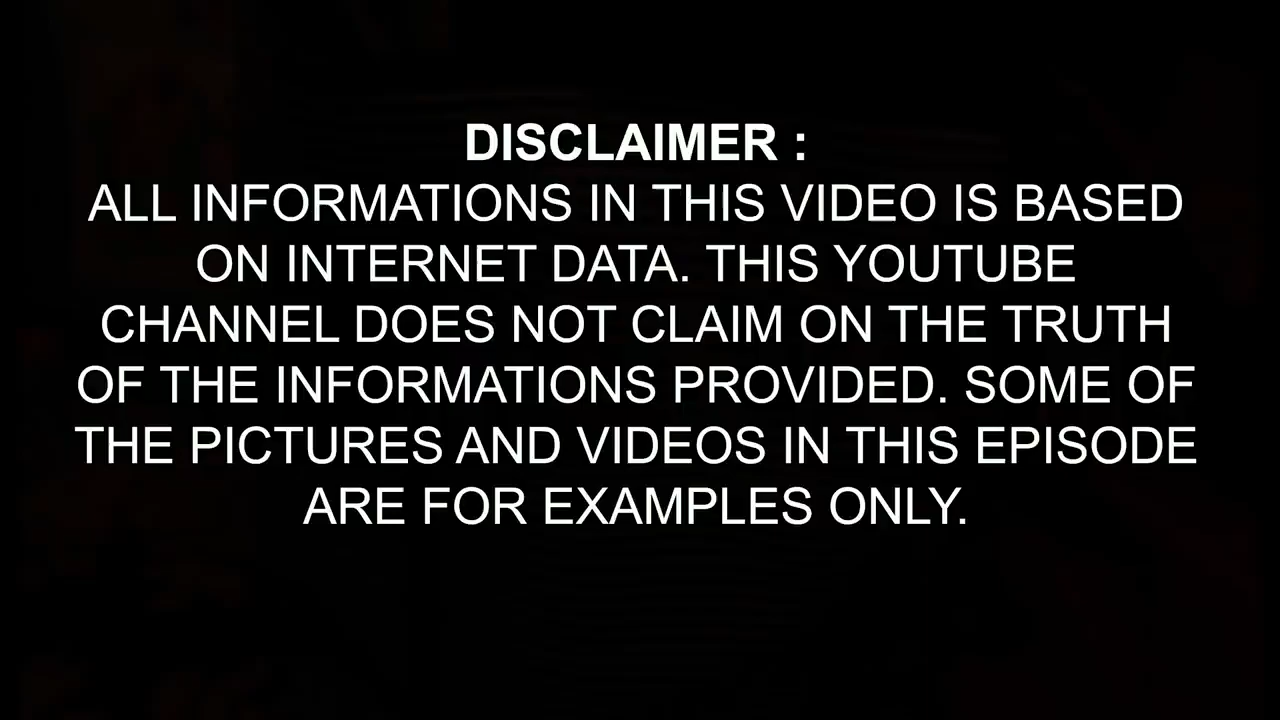 DISCLAIMER :
ALL INFORMATIONS IN THIS VIDEO IS BASED
ON INTERNET DATA. THIS YOUTUBE
CHANNEL DOES NOT CLAIM ON THE TRUTH
OF THE INFORMATIONS PROVIDED. SOME OF
THE PICTURES AND VIDEOS IN THIS EPISODE
ARE FOR EXAMPLES ONLY.